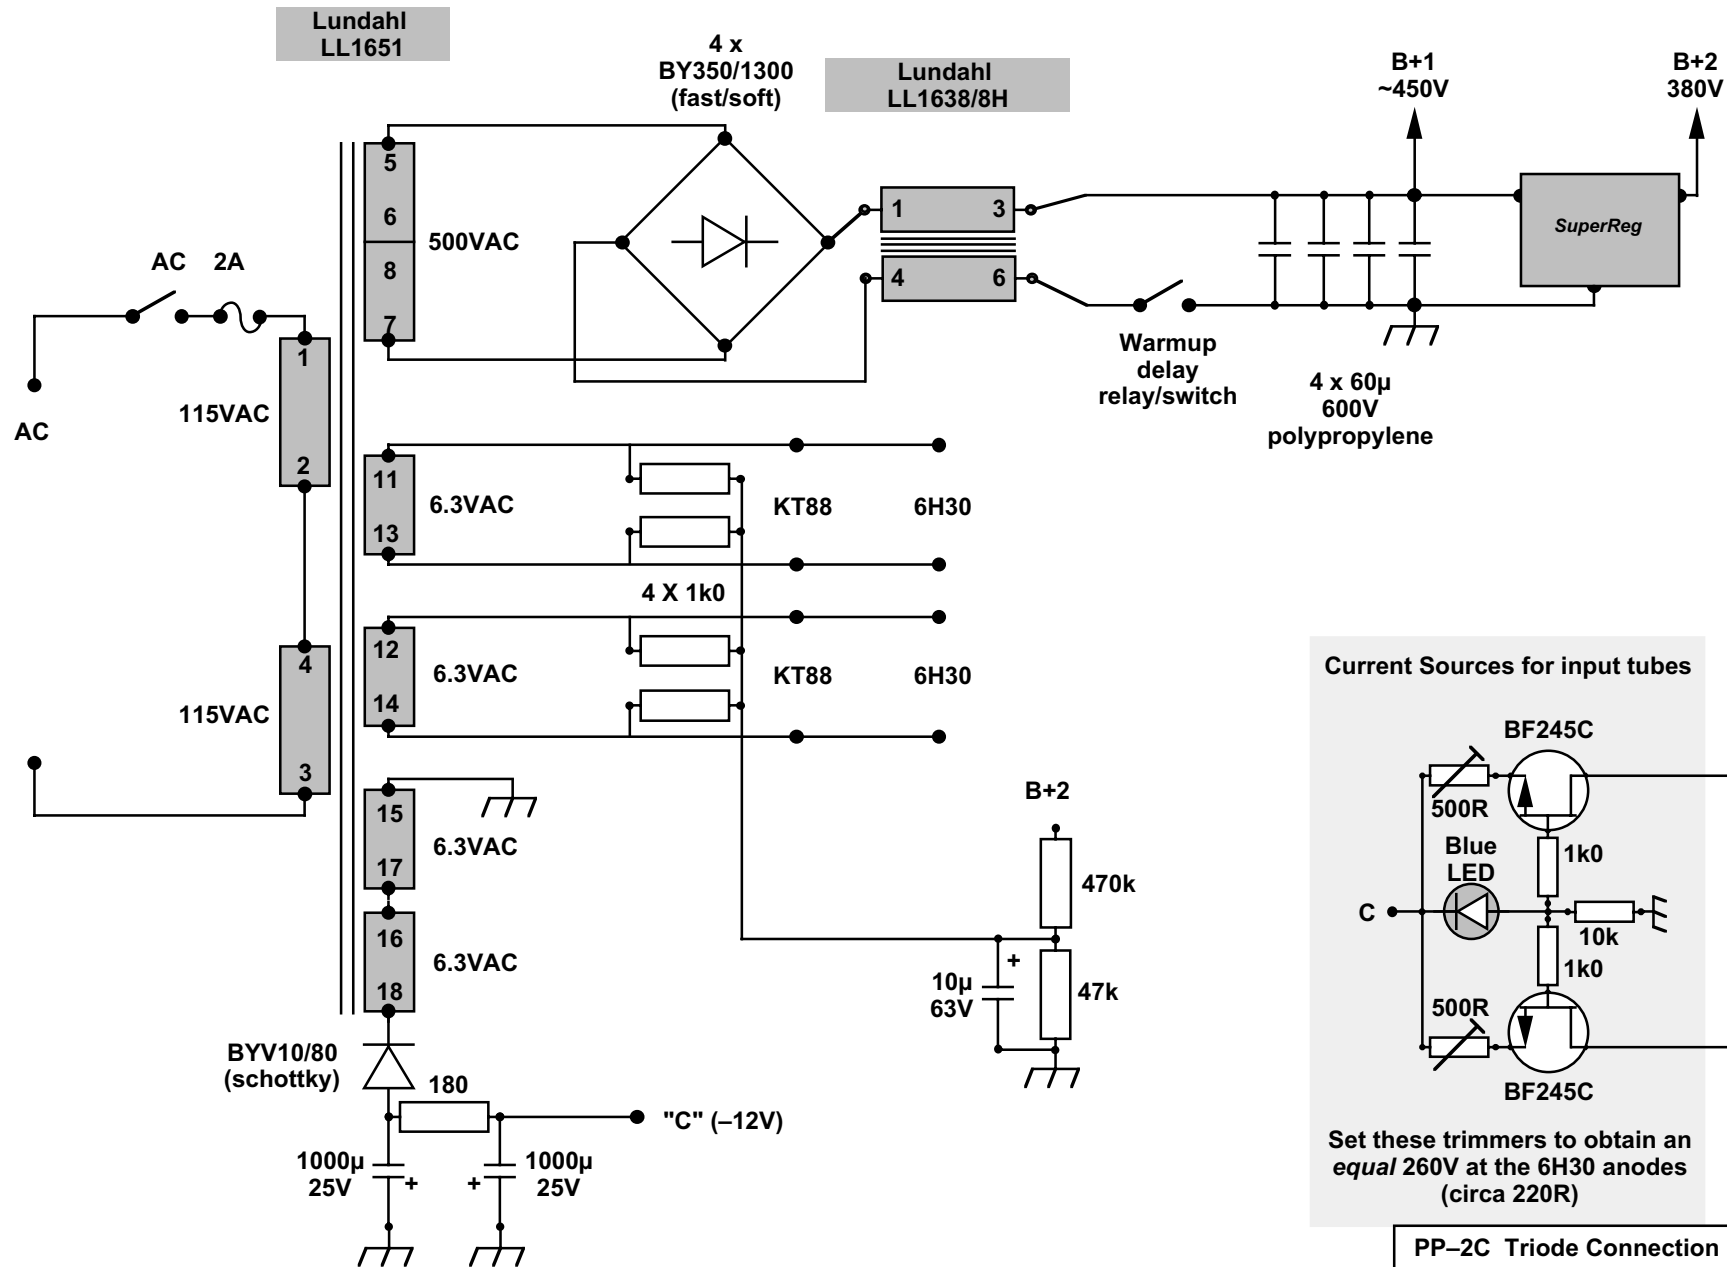 Lundahl
LL1651
4 x
BY350/1300
(fast/soft)
Lundahl
LL1638/8H
B+1
~450V
B+2
380V
5
6
8
7
500VAC
1
3
4
6
SuperReg
AC
2A
AC
1
2
115VAC
Warmup
delay
relay/switch
4 x 60µ
600V
polypropylene
11
13
6.3VAC
KT88
6H30
4 X 1k0
12
14
6.3VAC
KT88
6H30
4
3
115VAC
15
17
6.3VAC
16
18
6.3VAC
B+2
470k
47k
+
10µ
63V
BYV10/80
(schottky)
180
"C" (–12V)
1000µ
25V
+
+
1000µ
25V
Current Sources for input tubes
BF245C
500R
1k0
Blue
LED
C
10k
1k0
500R
BF245C
Set these trimmers to obtain an
equal 260V at the 6H30 anodes
(circa 220R)
PP–2C Triode Connection